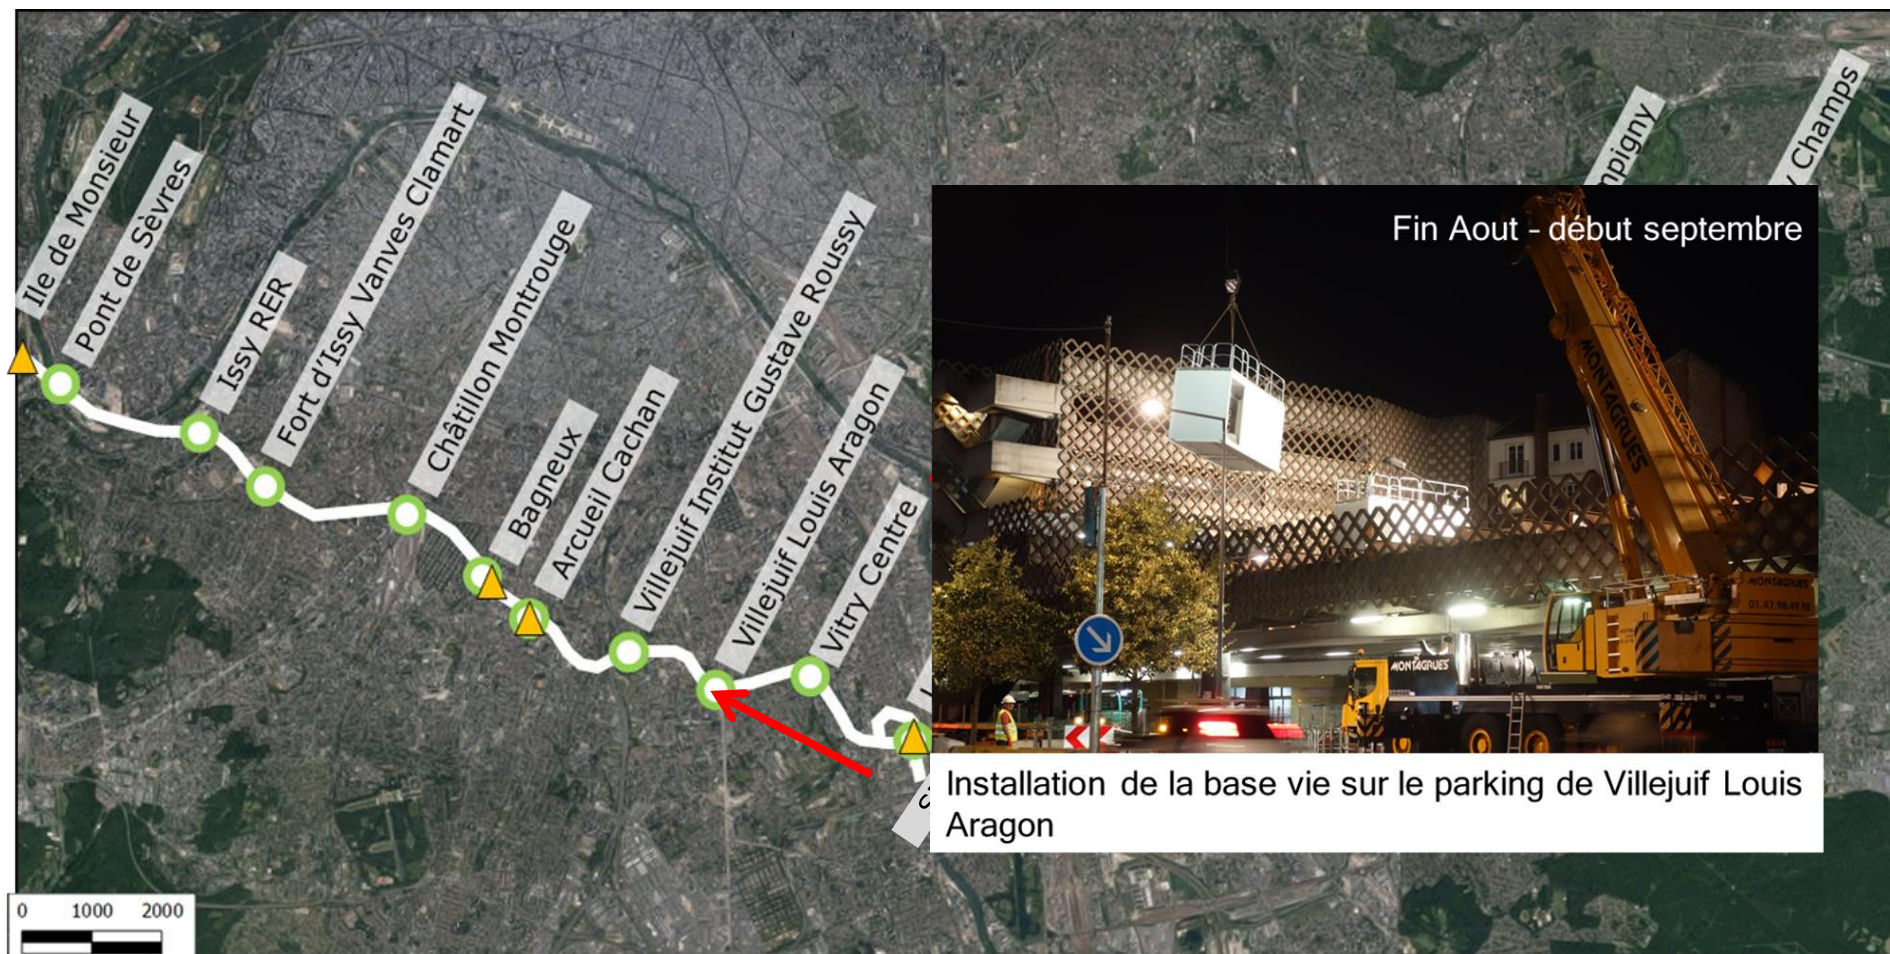 Ile de Monsieur
Pont de Sèvres
Issy RER
Fort d'Issy Vanves Clamart
Châtillon Montrouge
Bagneux
Arcueil Cachan
Villejuif Institut Gustave Roussy
Villejuif Louis Aragon
Vitry Centre
Champs
Fin Aout - début septembre
MONTAGRUES
MONTAGRUES
MONTAGRUES
Installation de la base vie sur le parking de Villejuif Louis
Aragon
0 1000 2000